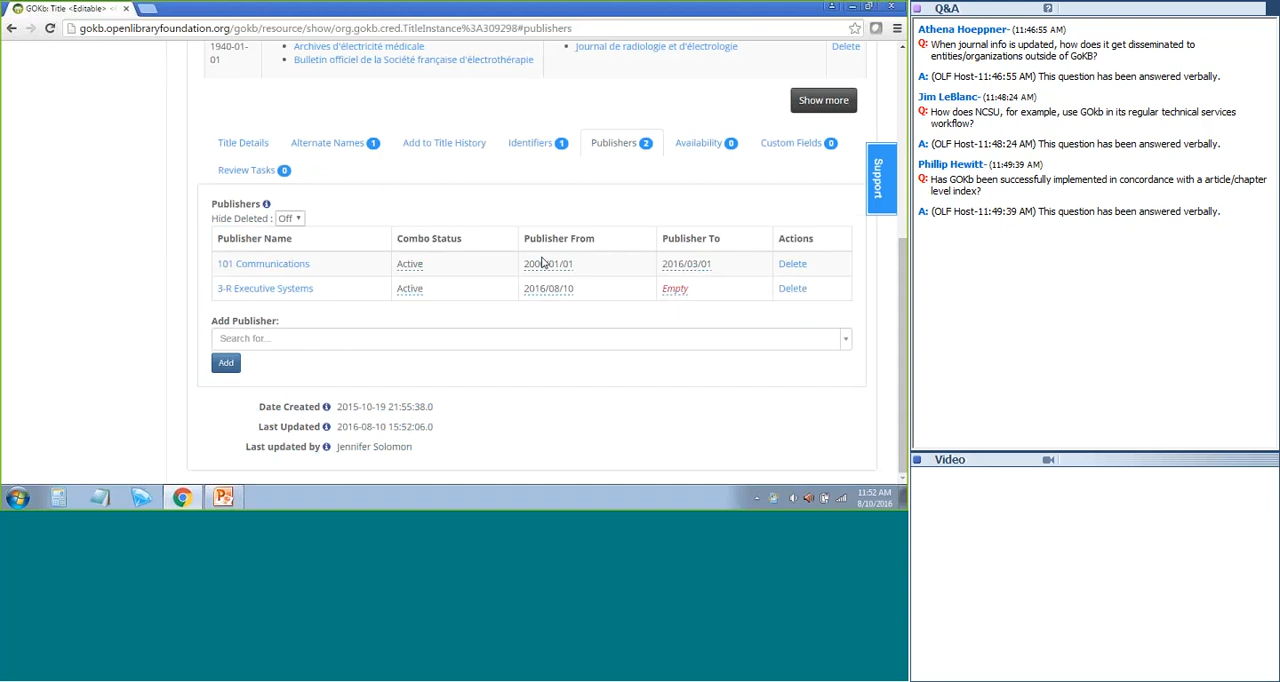 GOKb: Title <Editable>
gokb.openlibraryfoundation.org/gokb/resource/show/org.gokb.cred.TitleInstance%3A309298#publishers
1940-01-01
Archives d'électricité médicale
Bulletin officiel de la Société française d'électrothérapie
Journal de radiologie et d'électrologie
Delete
Show more
Title Details
Alternate Names 1
Add to Title History
Identifiers 1
Publishers 2
Availability 0
Custom Fields 0
Review Tasks 0
Support
Publishers
Hide Deleted : Off
Publisher Name Combo Status Publisher From Publisher To Actions
101 Communications Active 2016/03/01 Delete
3-R Executive Systems Active 2016/08/10 Empty Delete
Add Publisher:
Search for...
Add
Date Created 2015-10-19 21:55:38.0
Last Updated 2016-08-10 15:52:06.0
Last updated by Jennifer Solomon
11:52 AM
8/10/2016
Q&A
Athena Hoeppner- (11:46:55 AM)
Q: When journal info is updated, how does it get disseminated to
entities/organizations outside of GoKB?
A: (OLF Host-11:46:55 AM) This question has been answered verbally.
Jim LeBlanc- (11:48:24 AM)
Q: How does NCSU, for example, use GOkb in its regular technical services
workflow?
A: (OLF Host-11:48:24 AM) This question has been answered verbally.
Phillip Hewitt- (11:49:39 AM)
Q: Has GOKb been successfully implemented in concordance with a article/chapter
level index?
A: (OLF Host-11:49:39 AM) This question has been answered verbally.
Video